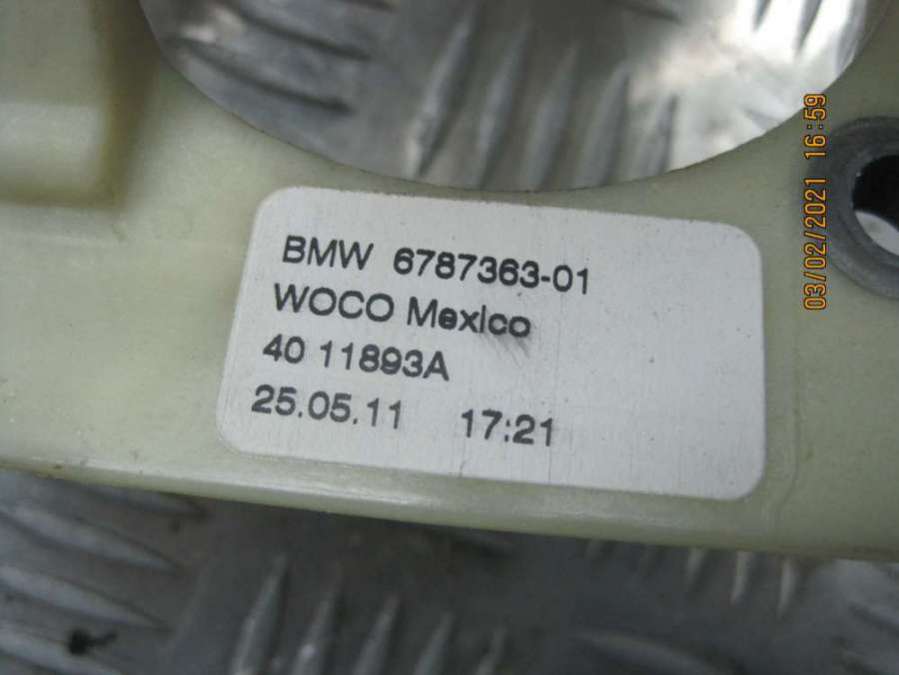 BMW 6787363-01
WOCO Mexico
40 11893A
25.05.11 17:21
03/02/2021 16:59